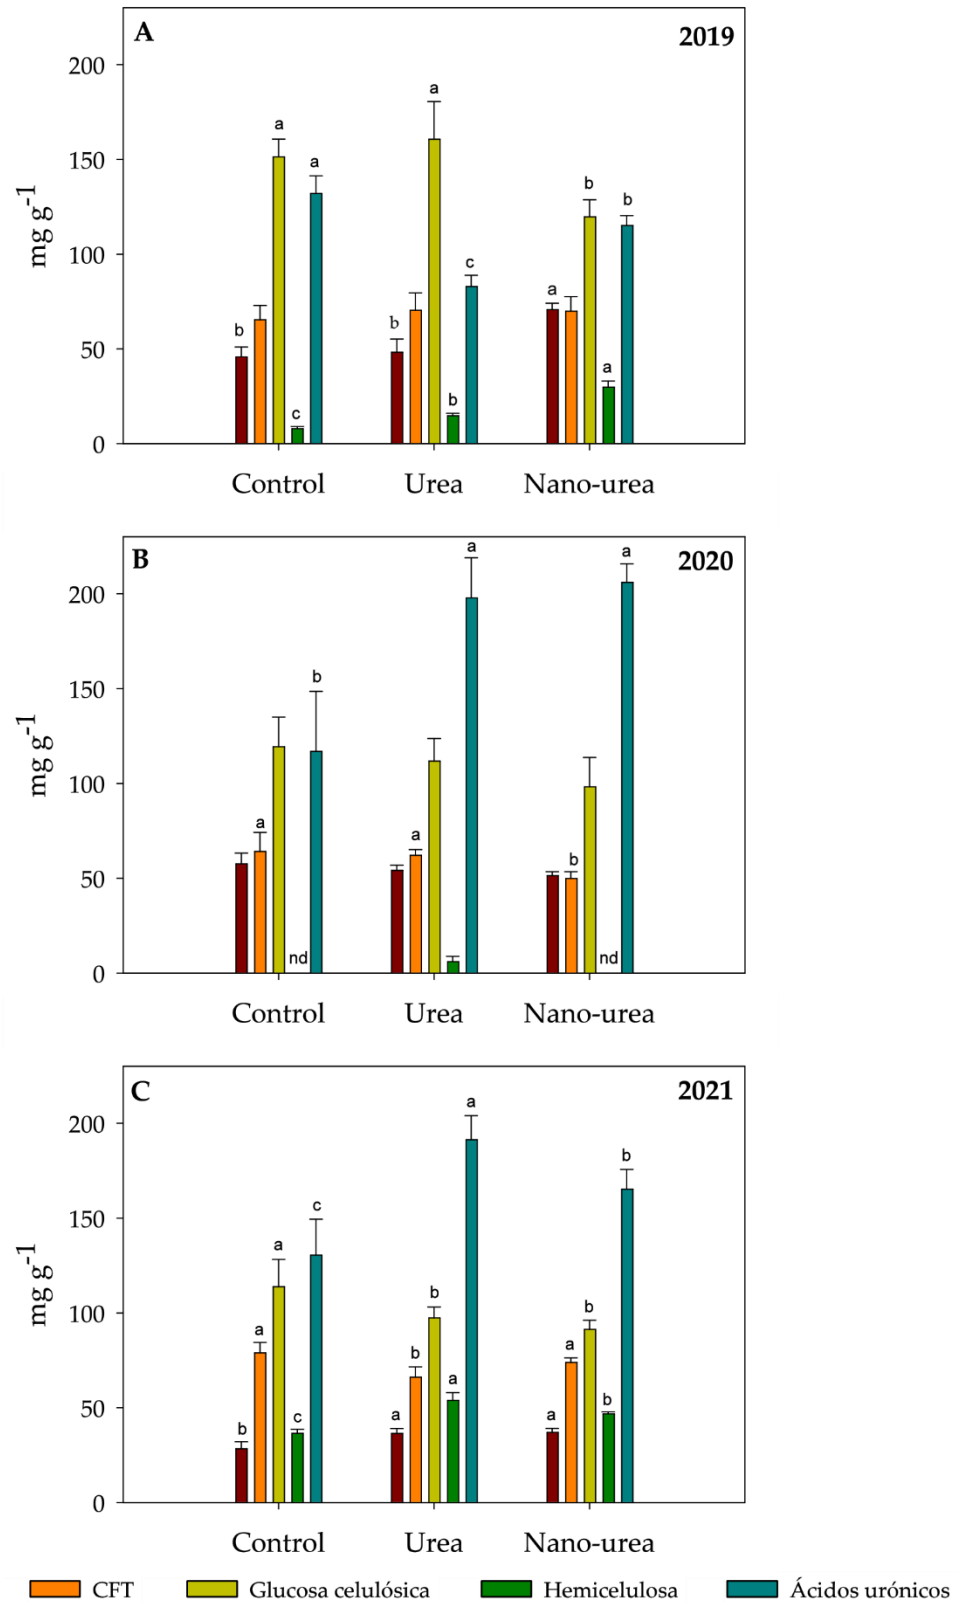 A 2019
200
150
100
50
0
mg g⁻¹
b a c a
b a b c
a b a b
Control Urea Nano-urea
B 2020
200
150
100
50
0
mg g⁻¹
a nd b
a a
b nd a
Control Urea Nano-urea
C 2021
200
150
100
50
0
mg g⁻¹
b a a c c
a b b a a
a a b b b
Control Urea Nano-urea
CFT Glucosa celulósica Hemicelulosa Ácidos urónicos